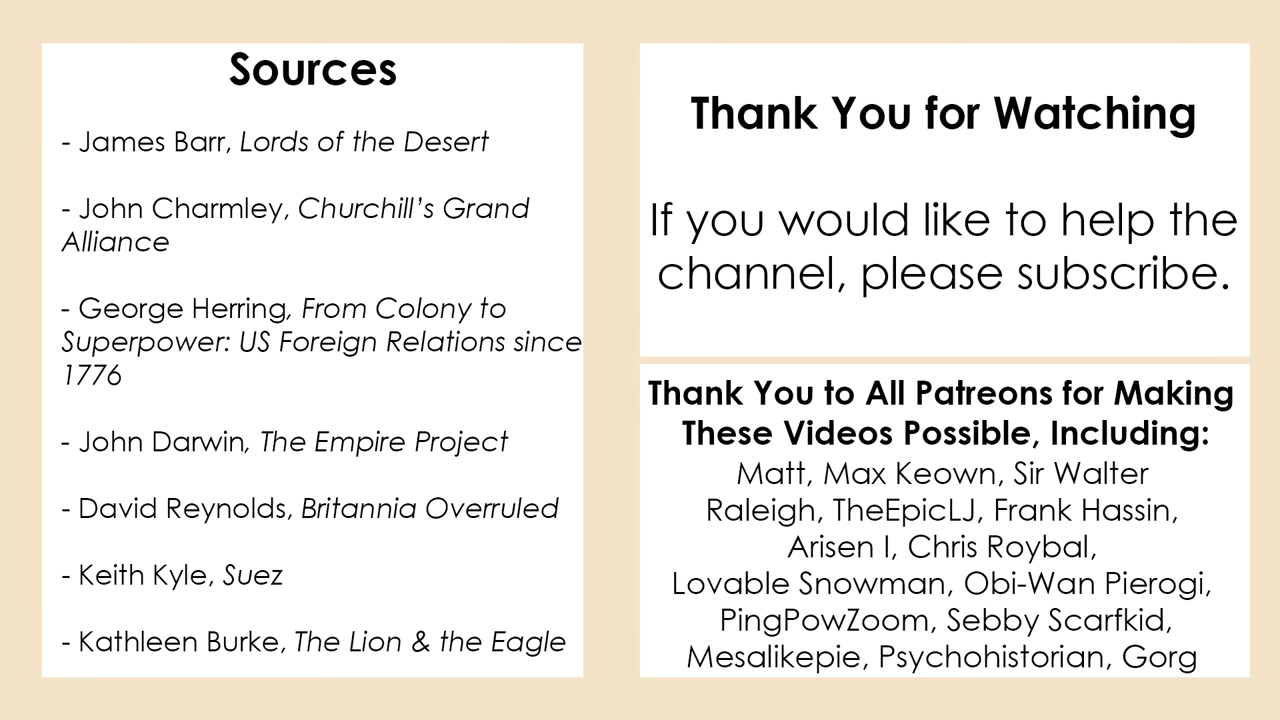 Sources
- James Barr, Lords of the Desert
- John Charmley, Churchill’s Grand
Alliance
- George Herring, From Colony to
Superpower: US Foreign Relations since
1776
- John Darwin, The Empire Project
- David Reynolds, Britannia Overruled
- Keith Kyle, Suez
- Kathleen Burke, The Lion & the Eagle
Thank You for Watching
If you would like to help the
channel, please subscribe.
Thank You to All Patreons for Making
These Videos Possible, Including:
Matt, Max Keown, Sir Walter
Raleigh, TheEpicLJ, Frank Hassin,
Arisen I, Chris Roybal,
Lovable Snowman, Obi-Wan Pierogi,
PingPowZoom, Sebby Scarfkid,
Mesalikepie, Psychohistorian, Gorg